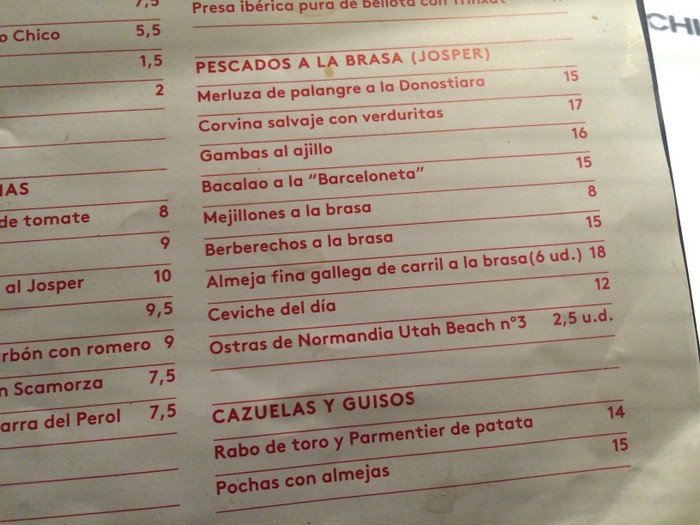 7,5
o Chico 5,5
1,5
2
de tomate 8
9
al Josper 10
9,5
rbón con romero 9
n Scamorza 7,5
arra del Perol 7,5
Presa ibérica pura de bellota con
PESCADOS A LA BRASA (JOSPER)
Merluza de palangre a la Donostiara 15
Corvina salvaje con verduritas 17
Gambas al ajillo 16
Bacalao a la “Barceloneta” 15
Mejillones a la brasa 8
Berberechos a la brasa 15
Almeja fina gallega de carril a la brasa(6 ud.) 18
Ceviche del día 12
Ostras de Normandia Utah Beach nº3 2,5 u.d.
CAZUELAS Y GUISOS
Rabo de toro y Parmentier de patata 14
Pochas con almejas 15